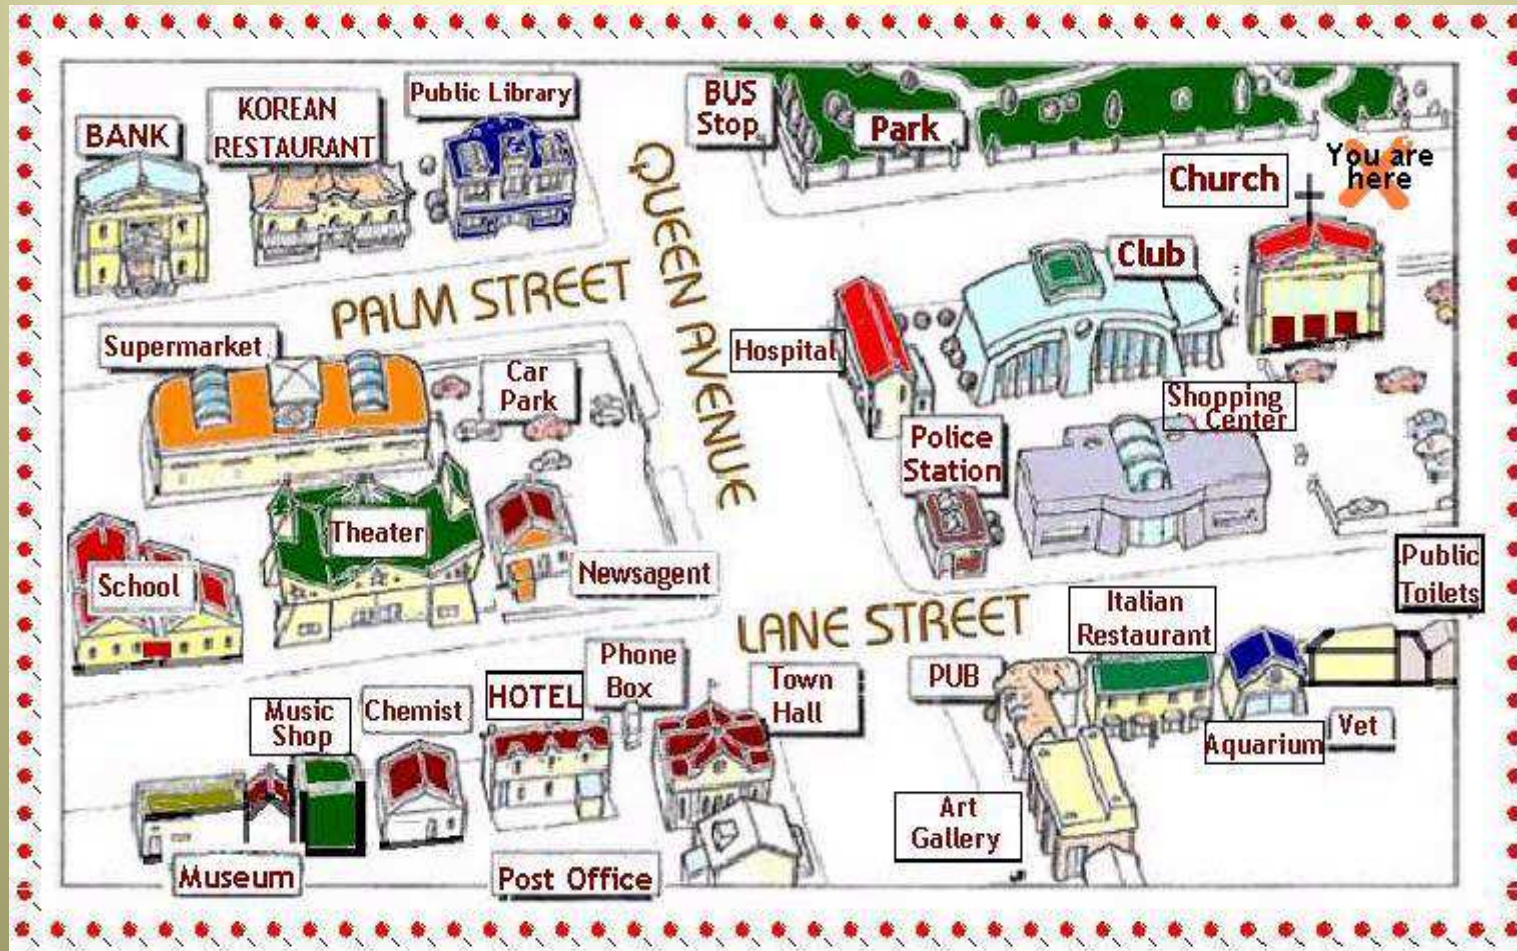 BANK
KOREAN
RESTAURANT
Public Library
BUS
Stop
Park
You are
here
Church
QUEEN AVENUE
PALM STREET
Club
Supermarket
Car
Park
Hospital
Shopping
Center
Police
Station
Theater
School
Newsagent
Public
Toilets
LANE STREET
Italian
Restaurant
Phone
Box
Town
Hall
PUB
HOTEL
Chemist
Music
Shop
Aquarium
Vet
Art
Gallery
Museum
Post Office